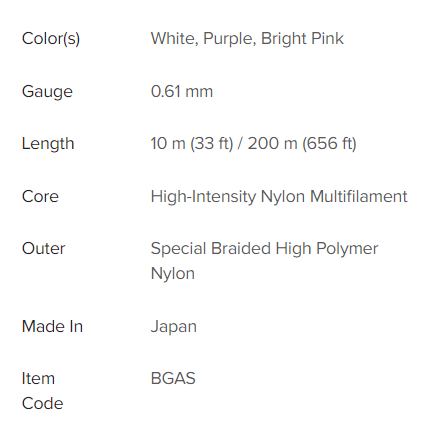 Color(s) White, Purple, Bright Pink
Gauge 0.61 mm
Length 10 m (33 ft) / 200 m (656 ft)
Core High-Intensity Nylon Multifilament
Outer Special Braided High Polymer
Nylon
Made In Japan
Item BGAS
Code